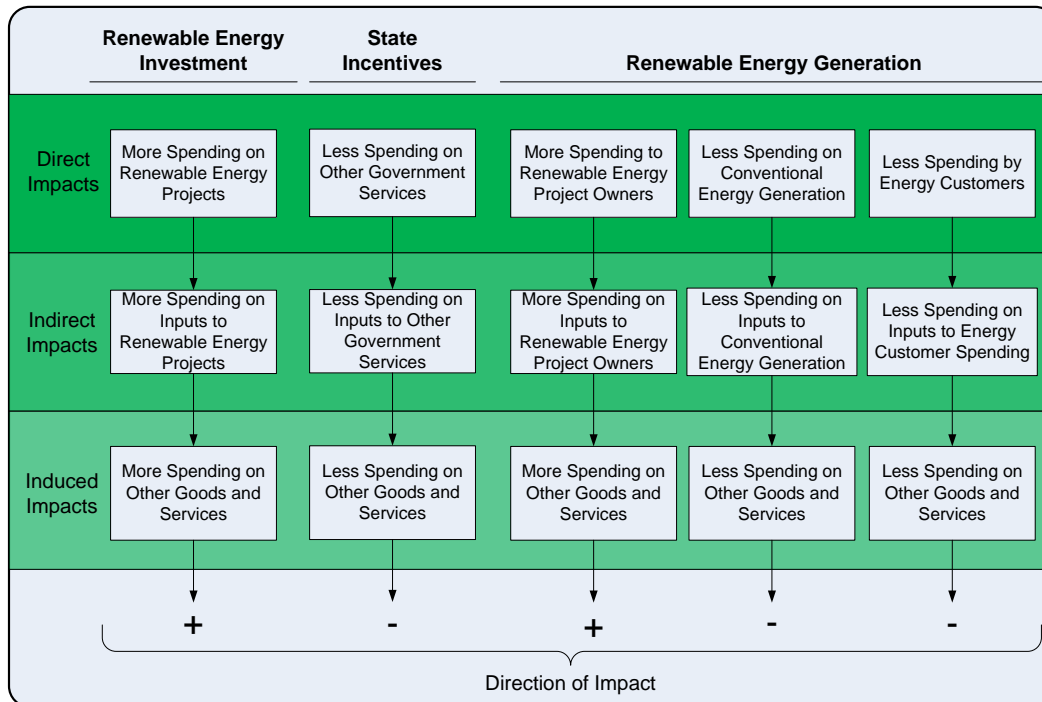 Renewable Energy
Investment
State
Incentives
Renewable Energy Generation
Direct
Impacts
More Spending on
Renewable Energy
Projects
Less Spending on
Other Government
Services
More Spending to
Renewable Energy
Project Owners
Less Spending on
Conventional
Energy Generation
Less Spending by
Energy Customers
Indirect
Impacts
More Spending on
Inputs to
Renewable Energy
Projects
Less Spending on
Inputs to Other
Government
Services
More Spending on
Inputs to
Renewable Energy
Project Owners
Less Spending on
Inputs to
Conventional
Energy Generation
Less Spending on
Inputs to Energy
Customer Spending
Induced
Impacts
More Spending on
Other Goods and
Services
Less Spending on
Other Goods and
Services
More Spending on
Other Goods and
Services
Less Spending on
Other Goods and
Services
Less Spending on
Other Goods and
Services
+
-
+
-
-
Direction of Impact